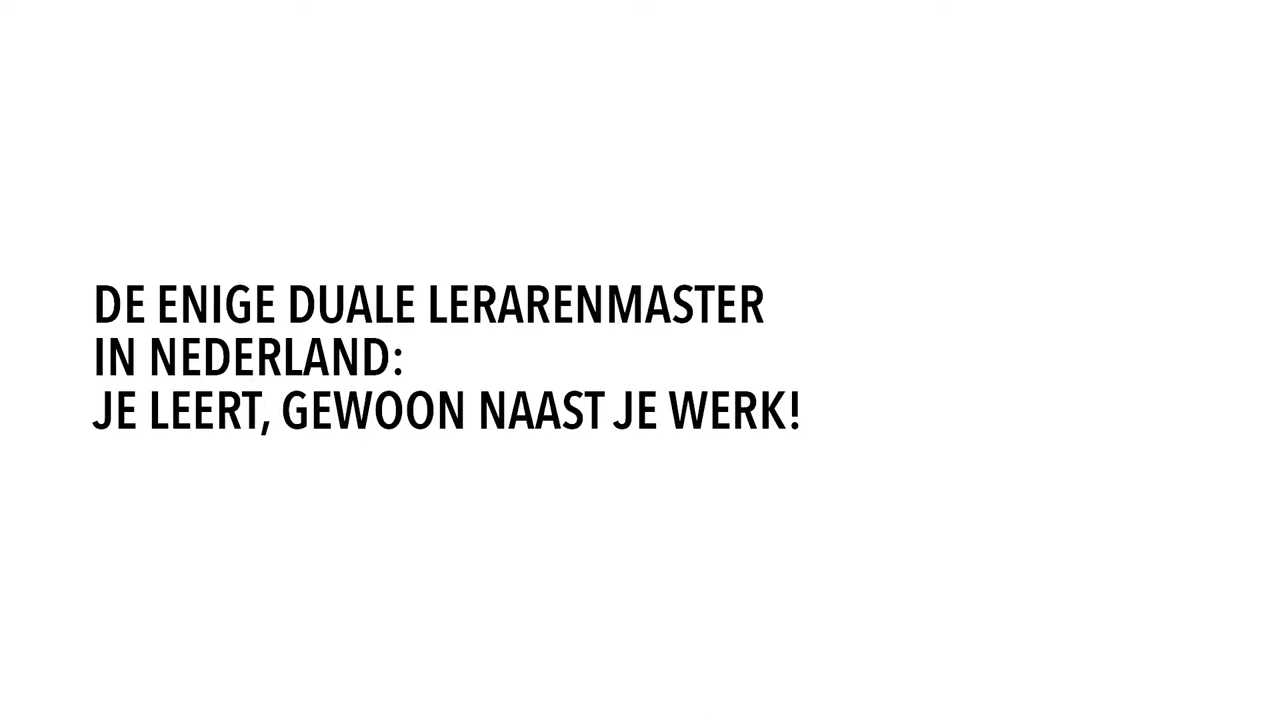 DE ENIGE DUALE LERARENMASTER
IN NEDERLAND:
JE LEERT, GEWOON NAAST JE WERK!